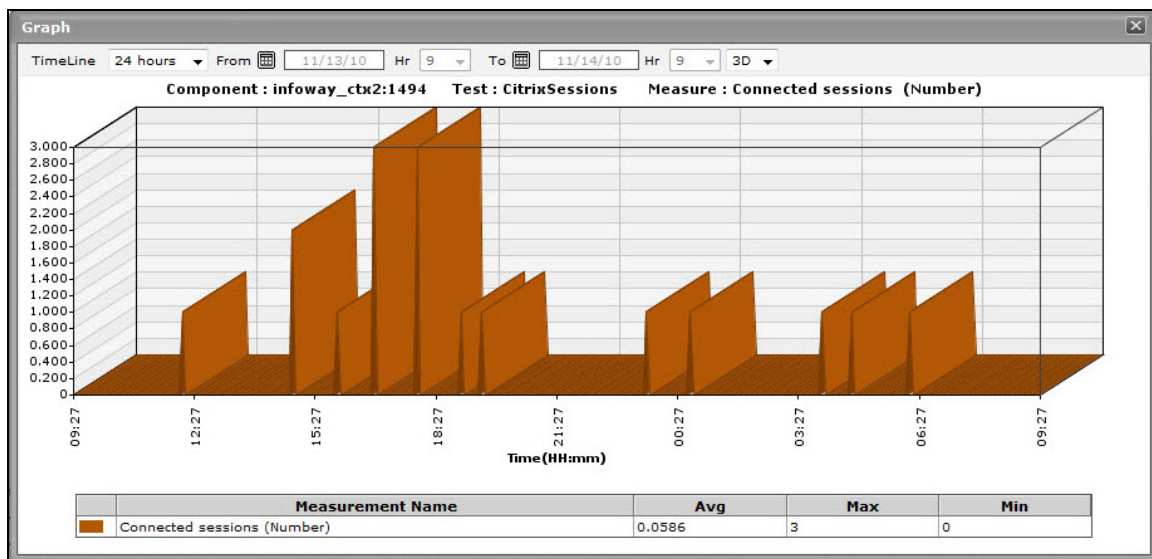 Graph
TimeLine 24 hours From 11/13/10 Hr 9 To 11/14/10 Hr 9 3D
Component : infoway_ctx2:1494 Test : CitrixSessions Measure : Connected sessions (Number)
3.000
2.800
2.600
2.400
2.200
2.000
1.800
1.600
1.400
1.200
1.000
0.800
0.600
0.400
0.200
0
09:27 12:27 15:27 18:27 21:27 00:27 03:27 06:27 09:27
Time(HH:mm)
Measurement Name Avg Max Min
Connected sessions (Number) 0.0586 3 0